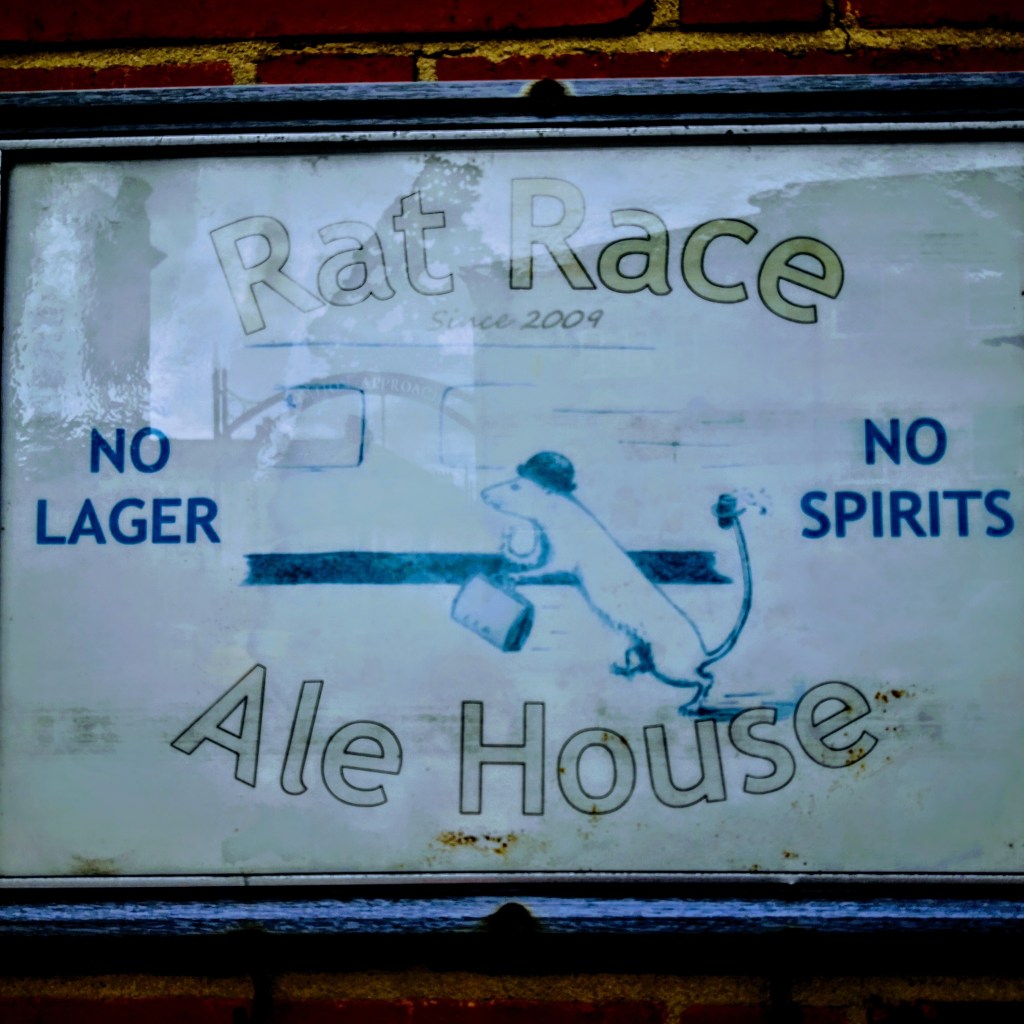 Rat Race
Since 2009
NO
LAGER
NO
SPIRITS
Ale House